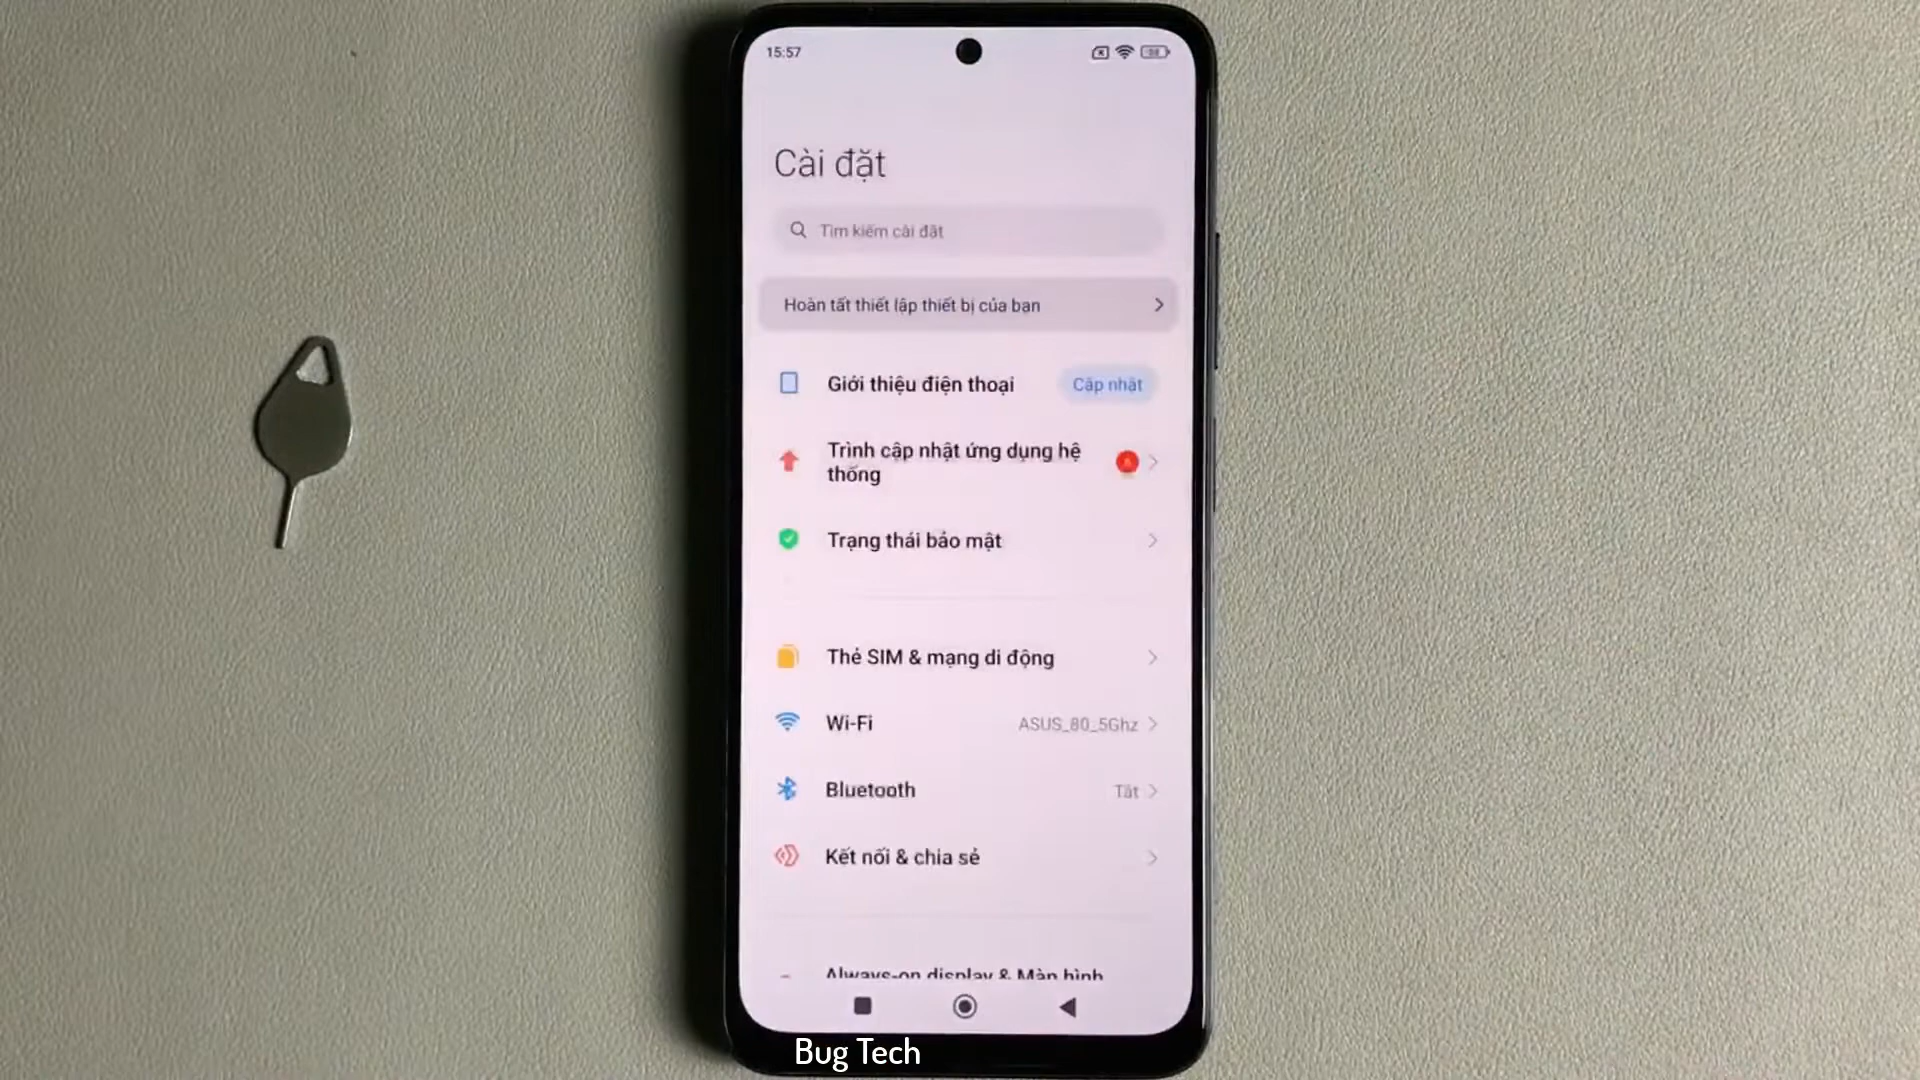 15:57
Cài đặt
Tìm kiếm cài đặt
Hoàn tất thiết lập thiết bị của bạn
Giới thiệu điện thoại
Cập nhật
Trình cập nhật ứng dụng hệ
thống
Trạng thái bảo mật
Thẻ SIM & mạng di động
Wi-Fi
ASUS_80_5Ghz
Bluetooth
Tắt
Kết nối & chia sẻ
Always-on display & Màn hình
Bug Tech